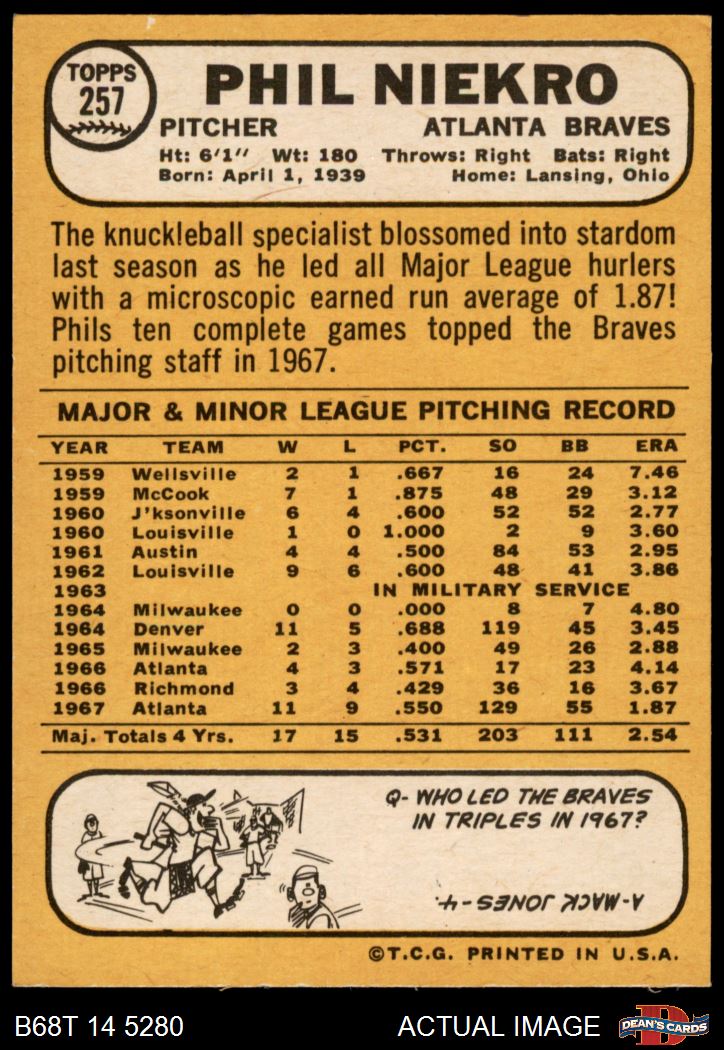 TOPPS
257
PHIL NIEKRO
PITCHER ATLANTA BRAVES
Ht: 6'1" Wt: 180 Throws: Right Bats: Right
Born: April 1, 1939 Home: Lansing, Ohio
The knuckleball specialist blossomed into stardom
last season as he led all Major League hurlers
with a microscopic earned run average of 1.87!
Phils ten complete games topped the Braves
pitching staff in 1967.
MAJOR & MINOR LEAGUE PITCHING RECORD
YEAR TEAM W L PCT. SO BB ERA
1959 Wellsville 2 1 .667 16 24 7.46
1959 McCook 7 1 .875 48 29 3.12
1960 J'ksonville 6 4 .600 52 52 2.77
1960 Louisville 1 0 1.000 2 9 3.60
1961 Austin 4 4 .500 84 53 2.95
1962 Louisville 9 6 .600 48 41 3.86
1963 IN MILITARY SERVICE
1964 Milwaukee 0 0 .000 8 7 4.80
1964 Denver 11 5 .688 119 45 3.45
1965 Milwaukee 2 3 .400 49 26 2.88
1966 Atlanta 4 3 .571 17 23 4.14
1966 Richmond 3 4 .429 36 16 3.67
1967 Atlanta 11 9 .550 129 55 1.87
Maj. Totals 4 Yrs. 17 15 .531 203 111 2.54
Q- WHO LED THE BRAVES
IN TRIPLES IN 1967?
A- MACK JONES - 4.
©T.C.G. PRINTED IN U.S.A.
B68T 14 5280 ACTUAL IMAGE
D
DEAN'S CARDS